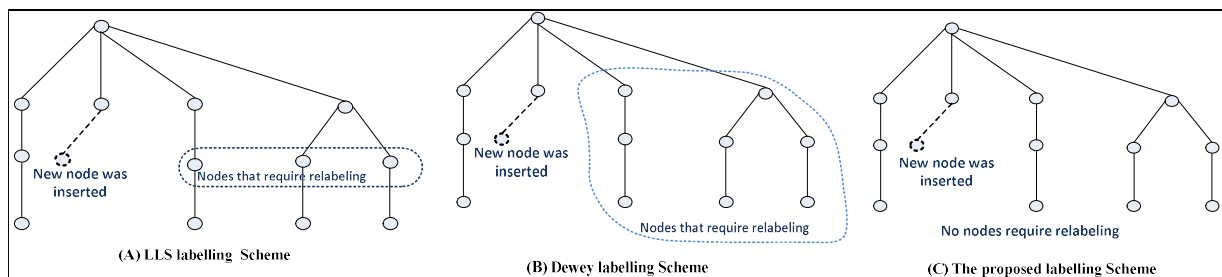 New node was
inserted
Nodes that require relabeling
(A) LLS labelling Scheme
New node was
inserted
Nodes that require relabeling
(B) Dewey labelling Scheme
New node was
inserted
No nodes require relabeling
(C) The proposed labelling Scheme